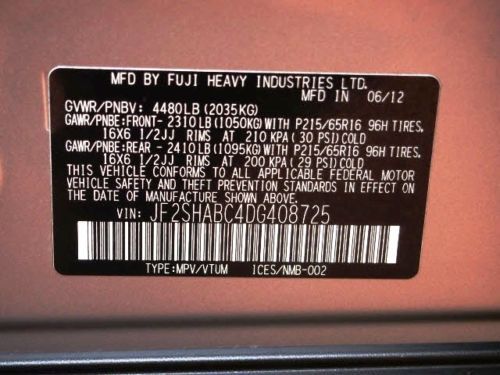 MFD BY FUJI HEAVY INDUSTRIES LTD.
MFD IN 06/12
GVWR/PNBV: 4480LB (2035KG)
GAWR/PNBE:FRONT- 2310LB (1050KG)WITH P215/65R16 96H TIRES.
16X6 1/2JJ RIMS AT 210 KPA ( 30 PSI)COLD
GAWR/PNBE:REAR - 2410LB (1095KG)WITH P215/65R16 96H TIRES.
16X6 1/2JJ RIMS AT 200 KPA ( 29 PSI)COLD
THIS VEHICLE CONFORMS TO ALL APPLICABLE FEDERAL MOTOR
VEHICLE SAFETY AND THEFT PREVENTION STANDARDS IN EFFECT ON
THE DATE OF MANUFACTURE SHOWN ABOVE.
VIN: JF2SHABC4DG408725
TYPE:MPV/VTUM ICES/NMB-002